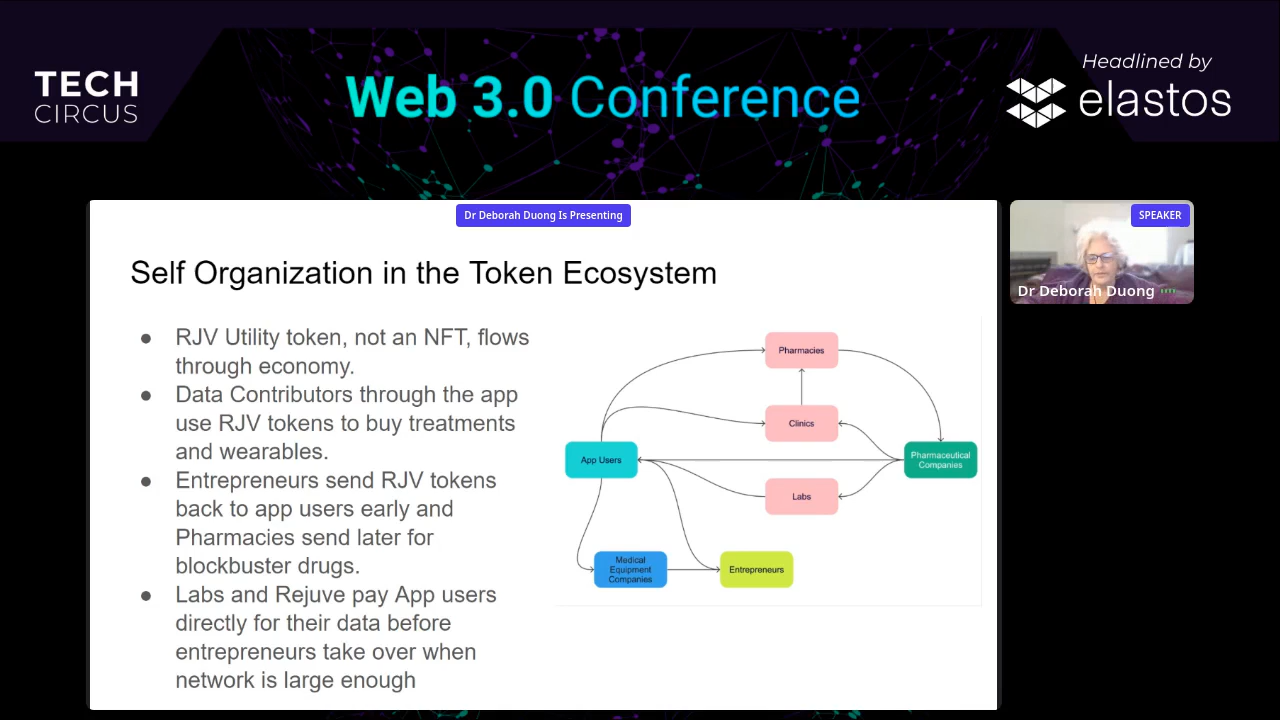 TECH
CIRCUS
Web 3.0 Conference
Headlined by
elastos
Dr Deborah Duong Is Presenting
SPEAKER
Dr Deborah Duong
Self Organization in the Token Ecosystem
RJV Utility token, not an NFT, flows
through economy.
Data Contributors through the app
use RJV tokens to buy treatments
and wearables.
Entrepreneurs send RJV tokens
back to app users early and
Pharmacies send later for
blockbuster drugs.
Labs and Rejuve pay App users
directly for their data before
entrepreneurs take over when
network is large enough
Pharmacies
Clinics
App Users
Pharmaceutical
Companies
Labs
Medical
Equipment
Companies
Entrepreneurs